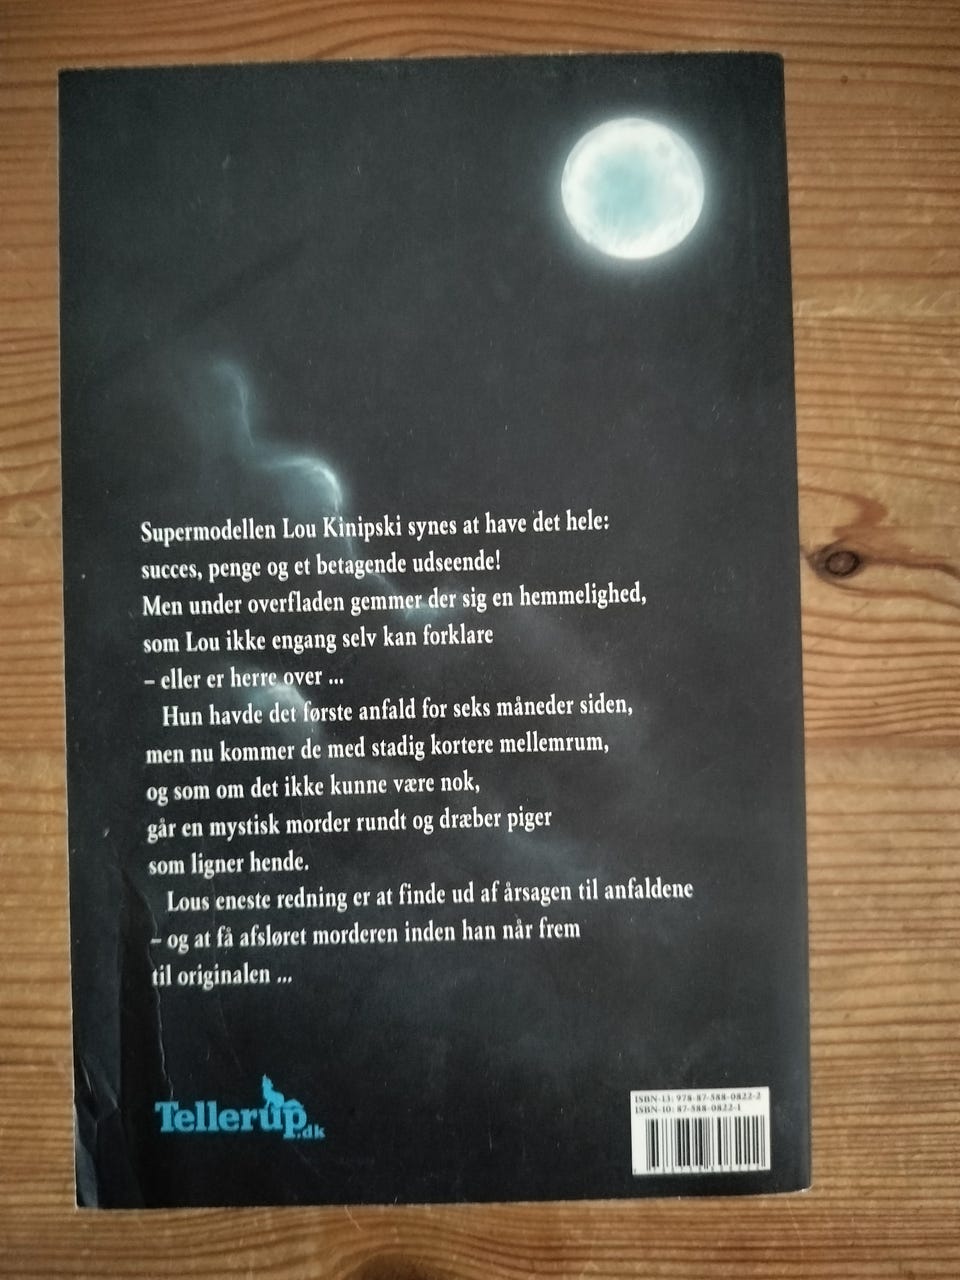 Supermodellen Lou Kinipski synes at have det hele:
succes, penge og et betagende udseende!
Men under overfladen gemmer der sig en hemmelighed,
som Lou ikke engang selv kan forklare
– eller er herre over ...
Hun havde det første anfald for seks måneder siden,
men nu kommer de med stadig kortere mellemrum,
og som om det ikke kunne være nok,
går en mystisk morder rundt og dræber piger
som ligner hende.
Lous eneste redning er at finde ud af årsagen til anfaldene
– og at få afsløret morderen inden han når frem
til originalen ...
Tellerup.dk
ISBN-13: 978-87-588-0822-2
ISBN-10: 87-588-0822-1